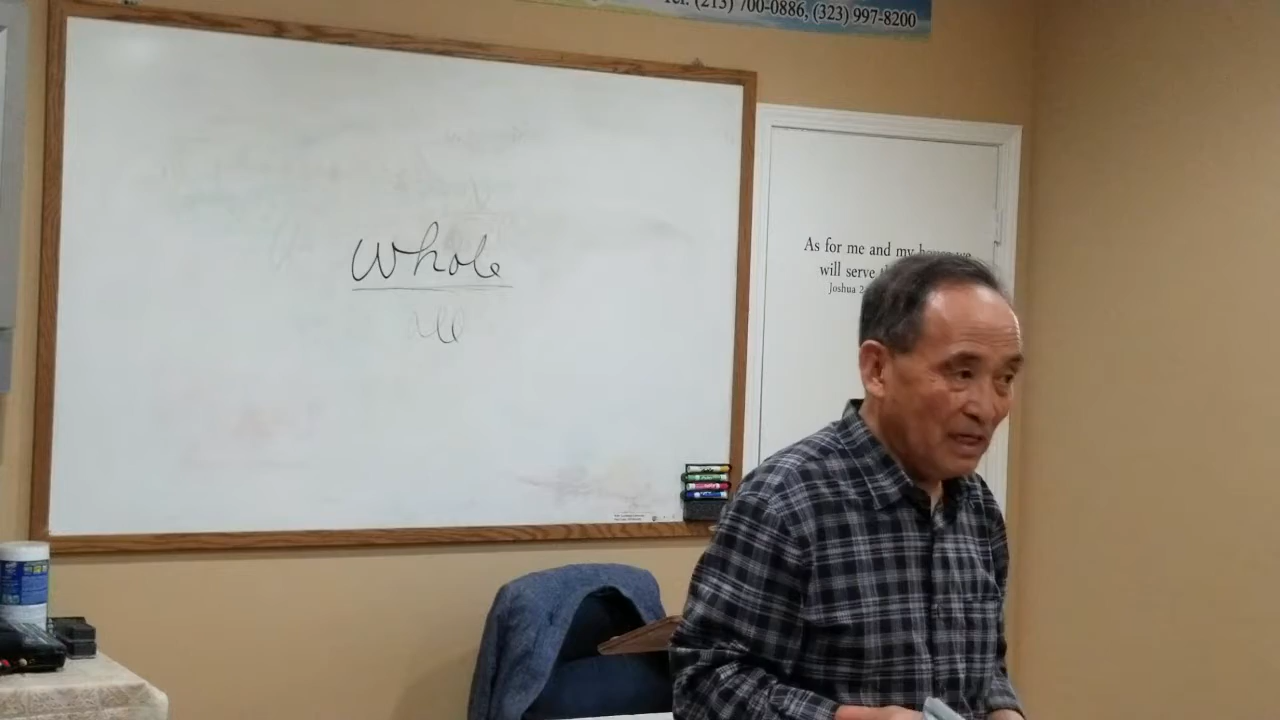 Tel: (213) 700-0886, (323) 997-8200
whole
all
As for me and my house we
will serve
Joshua 2